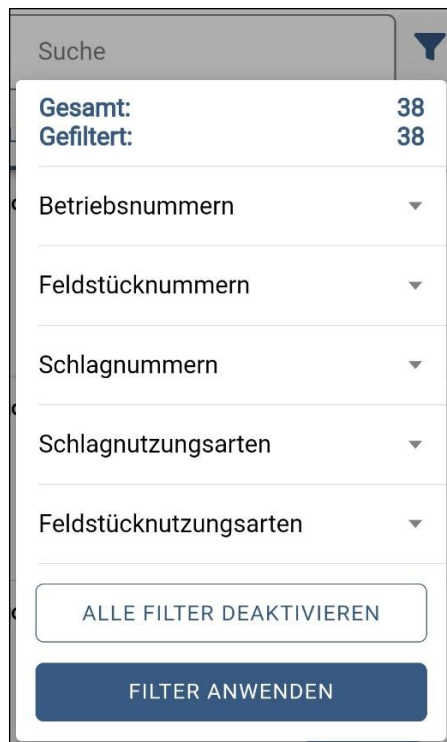 Suche
Gesamt: 38
Gefiltert: 38
Betriebsnummern
Feldstücknummern
Schlagnummern
Schlagnutzungsarten
Feldstücknutzungsarten
ALLE FILTER DEAKTIVIEREN
FILTER ANWENDEN